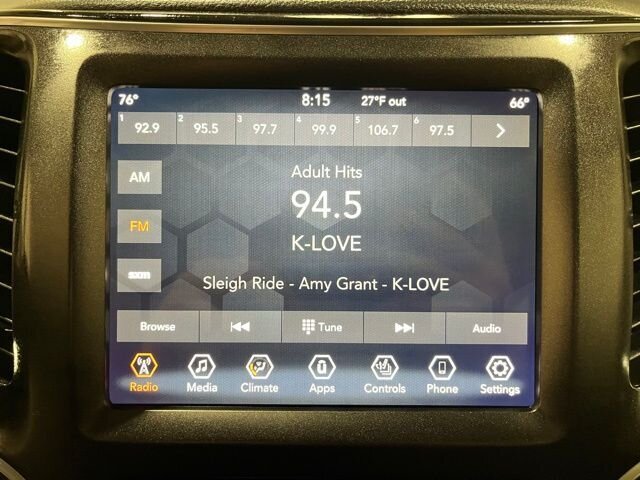 76° 8:15 27°F out 66°
1 92.9 2 95.5 3 97.7 4 99.9 5 106.7 6 97.5
Adult Hits
AM
94.5
FM
K-LOVE
sxm
Sleigh Ride - Amy Grant - K-LOVE
Browse Tune Audio
Radio Media Climate Apps Controls Phone Settings